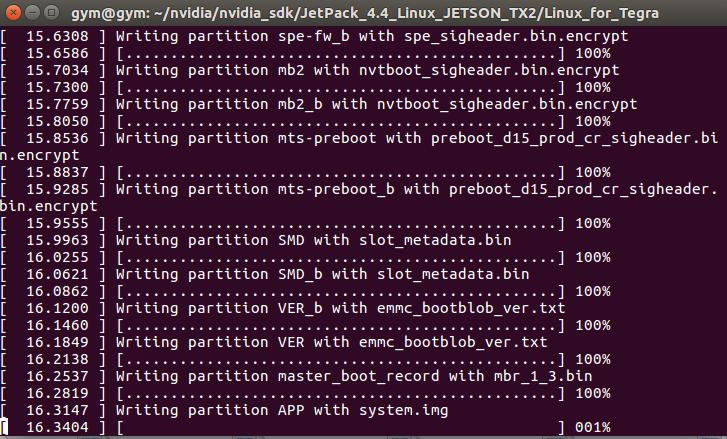 gym@gym: ~/nvidia/nvidia_sdk/JetPack_4.4_Linux_JETSON_TX2/Linux_for_Tegra
[  15.6308 ] Writing partition spe-fw_b with spe_sigheader.bin.encrypt
[  15.6586 ] [................................................] 100%
[  15.7034 ] Writing partition mb2 with nvtboot_sigheader.bin.encrypt
[  15.7300 ] [................................................] 100%
[  15.7759 ] Writing partition mb2_b with nvtboot_sigheader.bin.encrypt
[  15.8050 ] [................................................] 100%
[  15.8536 ] Writing partition mts-preboot with preboot_d15_prod_cr_sigheader.bi
n.encrypt
[  15.8837 ] [................................................] 100%
[  15.9285 ] Writing partition mts-preboot_b with preboot_d15_prod_cr_sigheader.
bin.encrypt
[  15.9555 ] [................................................] 100%
[  15.9963 ] Writing partition SMD with slot_metadata.bin
[  16.0255 ] [................................................] 100%
[  16.0621 ] Writing partition SMD_b with slot_metadata.bin
[  16.0862 ] [................................................] 100%
[  16.1200 ] Writing partition VER_b with emmc_bootblob_ver.txt
[  16.1460 ] [................................................] 100%
[  16.1849 ] Writing partition VER with emmc_bootblob_ver.txt
[  16.2138 ] [................................................] 100%
[  16.2537 ] Writing partition master_boot_record with mbr_1_3.bin
[  16.2819 ] [................................................] 100%
[  16.3147 ] Writing partition APP with system.img
[  16.3404 ] [                                                ] 001%